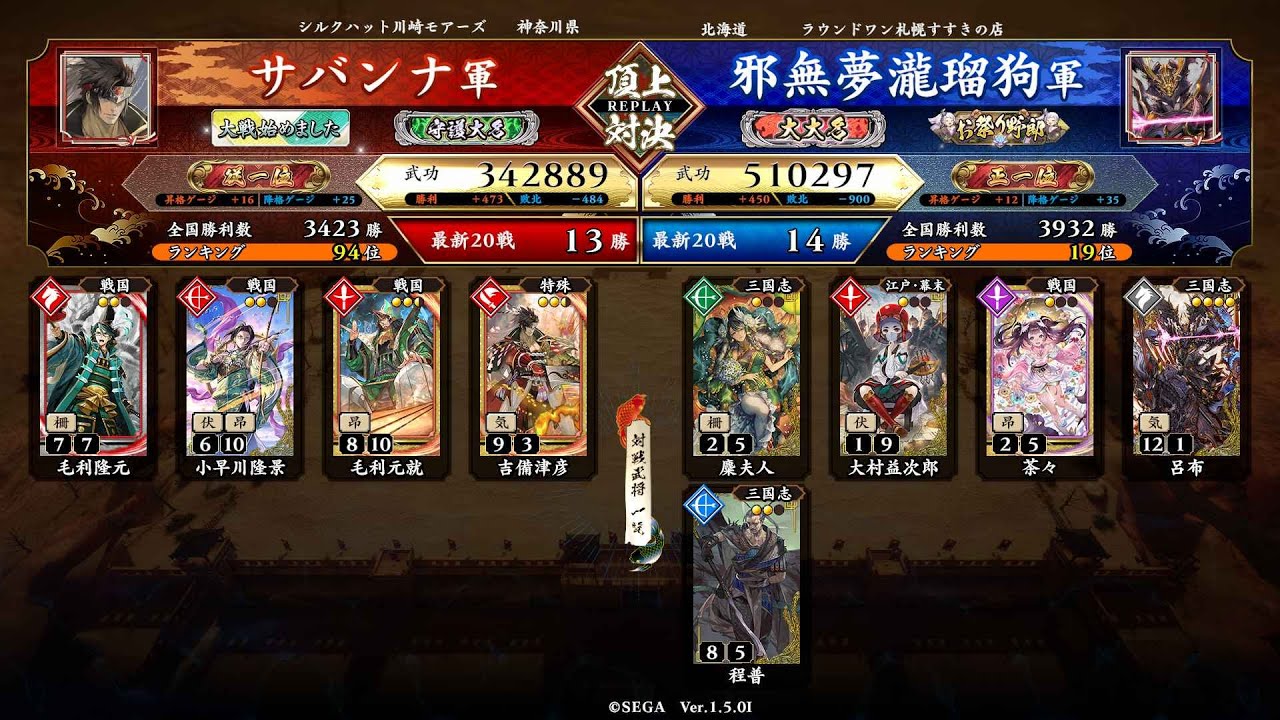 シルクハット川崎モアーズ 神奈川県
北海道 ラウンドワン札幌すすきの店
サバンナ軍
頂上
REPLAY
対決
邪無夢瀧瑠狗軍
大戦始めました
守護大名
大大名
お祭り野郎
従一位
武功 342889
武功 510297
正一位
昇格ゲージ +16 降格ゲージ +25
勝利 +473 敗北 -484
勝利 +450 敗北 -900
昇格ゲージ +12 降格ゲージ +35
全国勝利数 3423勝
ランキング 94位
最新20戦 13勝
最新20戦 14勝
全国勝利数 3932勝
ランキング 19位
戦国
柵
7 7
毛利隆元
戦国
伏 昂
6 10
小早川隆景
戦国
昂
8 10
毛利元就
特殊
気
9 3
吉備津彦
対戦武将一覧
三国志
柵
2 5
麋夫人
江戸・幕末
伏
1 9
大村益次郎
戦国
昂
2 5
茶々
三国志
気
12 1
呂布
三国志
8 5
程普
©SEGA Ver.1.5.0I